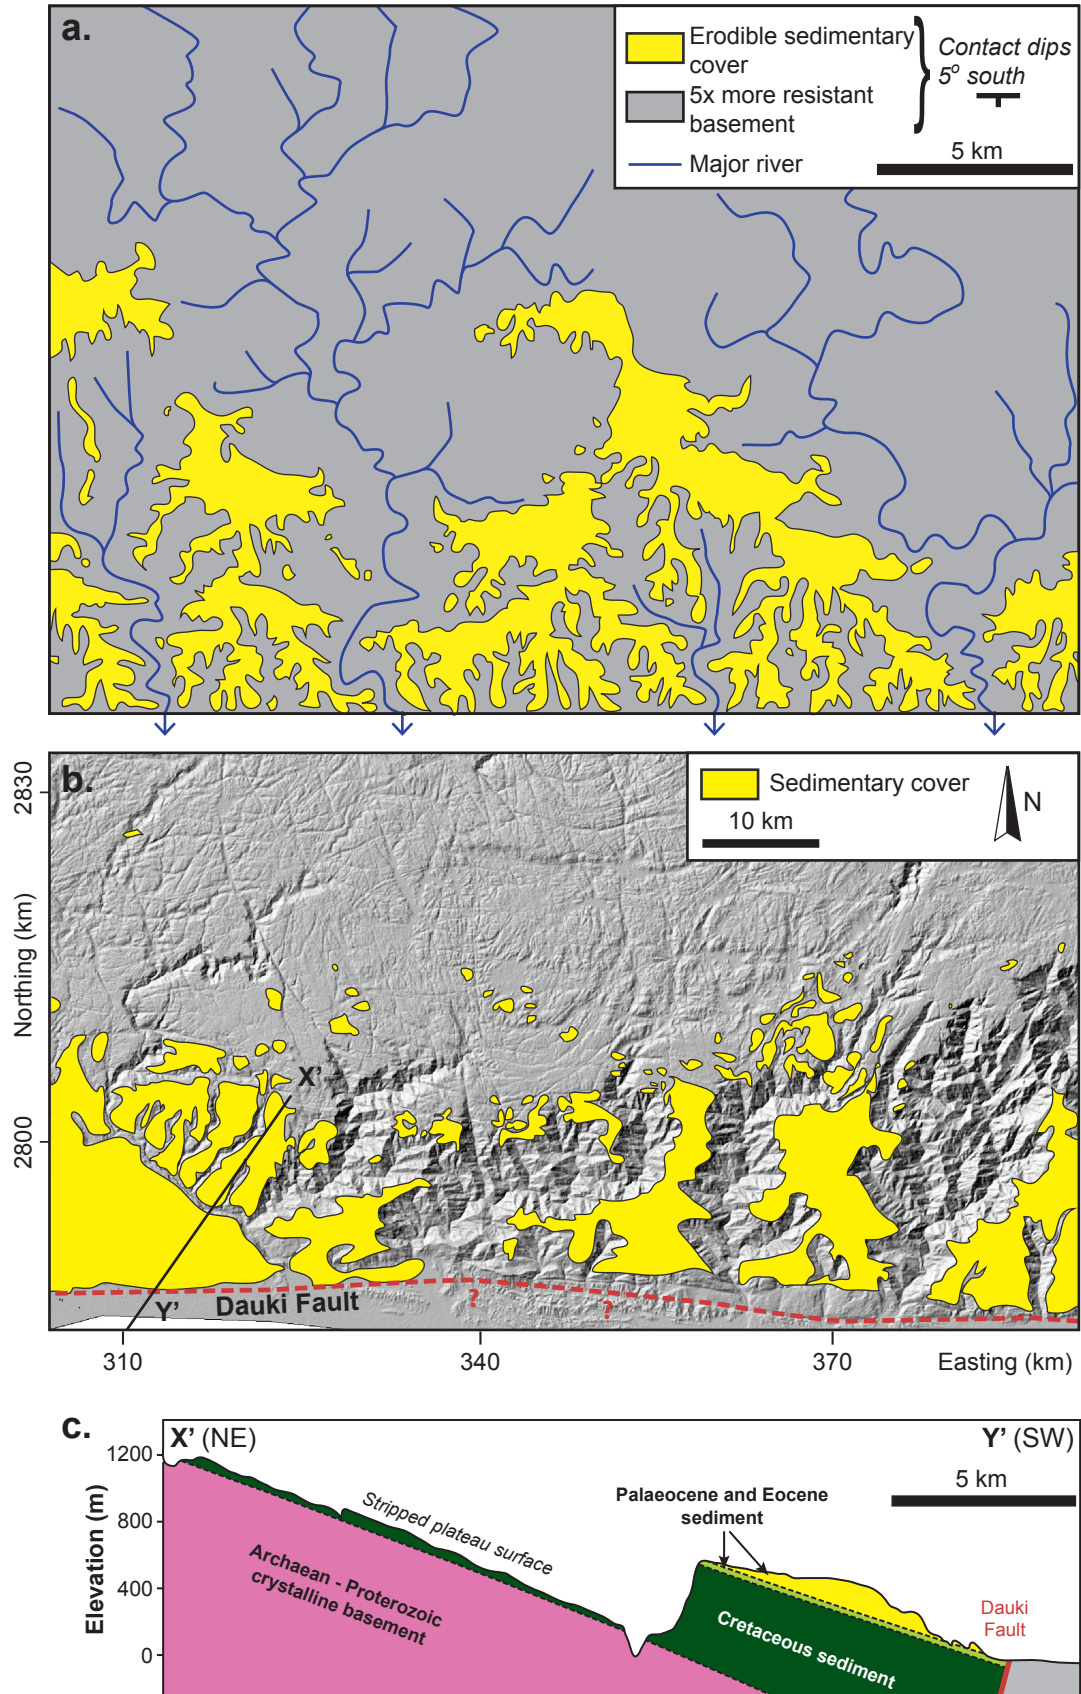 a.
Erodible sedimentary
cover
5x more resistant
basement
Contact dips
5° south
Major river
5 km
b.
Sedimentary cover
10 km
N
2830
Northing (km)
2800
X'
Y'
Dauki Fault
?
?
310
340
370
Easting (km)
c.
X' (NE)
Y' (SW)
5 km
1200
800
400
0
Elevation (m)
Stripped plateau surface
Palaeocene and Eocene
sediment
Archaean - Proterozoic
crystalline basement
Cretaceous sediment
Dauki
Fault